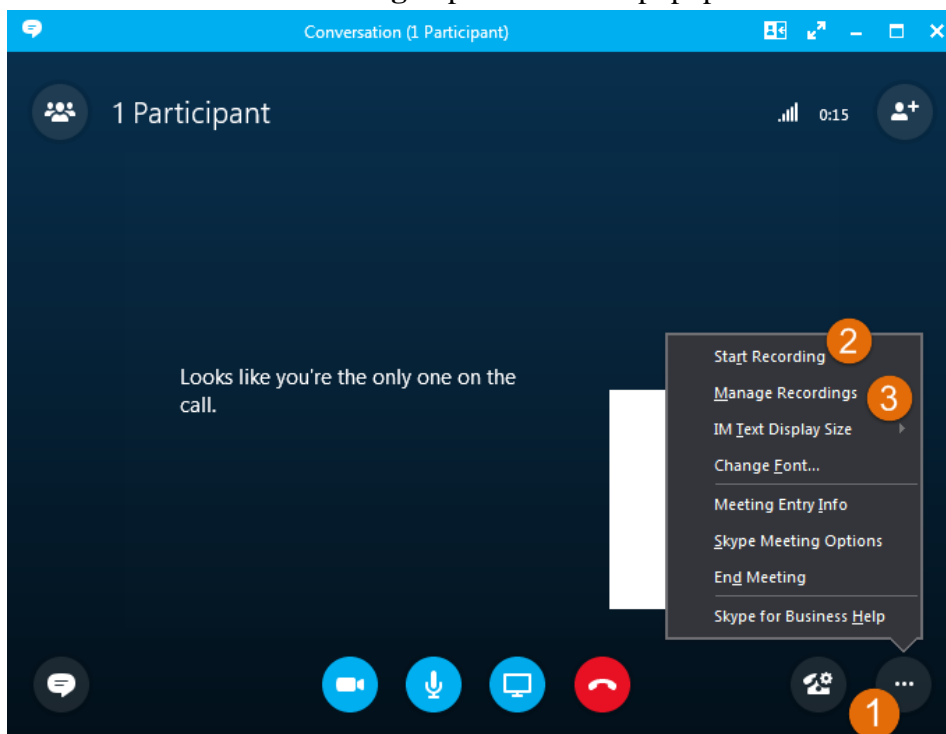 Conversation (1 Participant)
1 Participant
0:15
Looks like you're the only one on the
call.
Start Recording
2
Manage Recordings
3
IM Text Display Size
Change Font...
Meeting Entry Info
Skype Meeting Options
End Meeting
Skype for Business Help
1